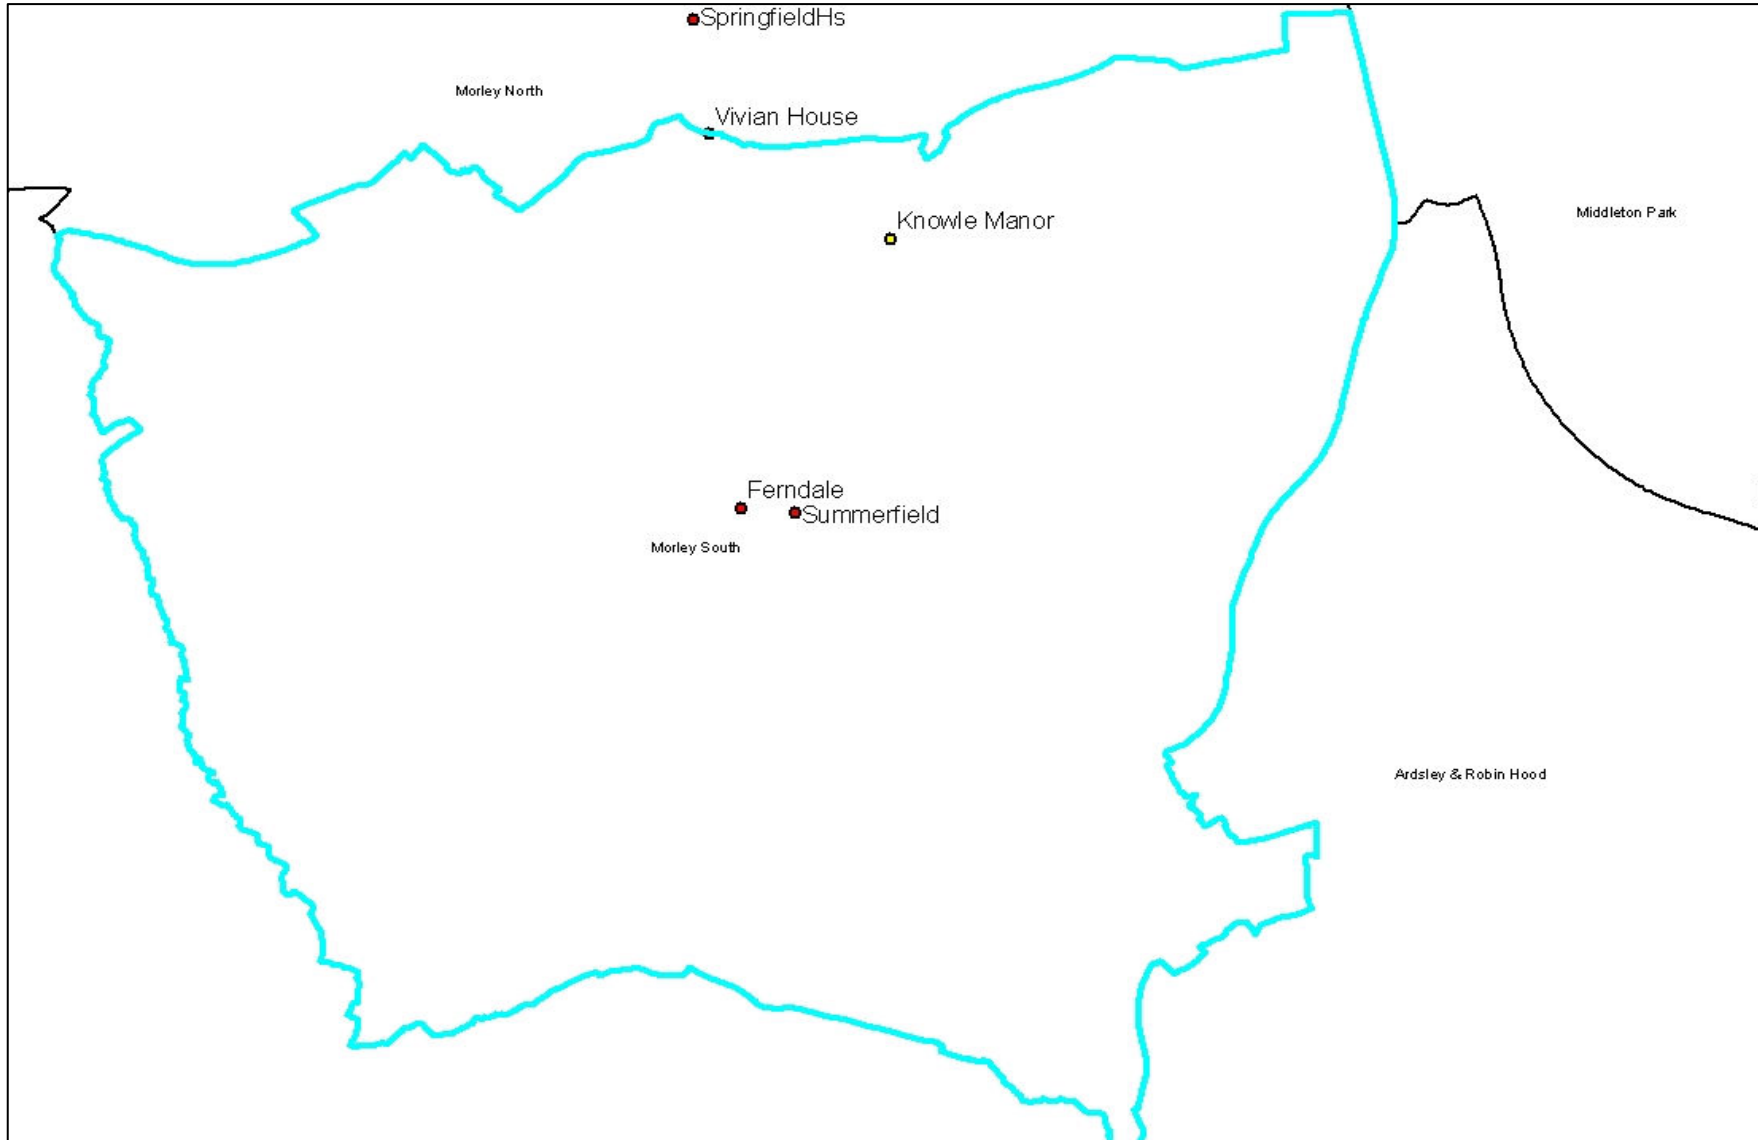 SpringfieldHs
Morley North
Vivian House
Middleton Park
Knowle Manor
Ferndale
Summerfield
Morley South
Ardsley & Robin Hood